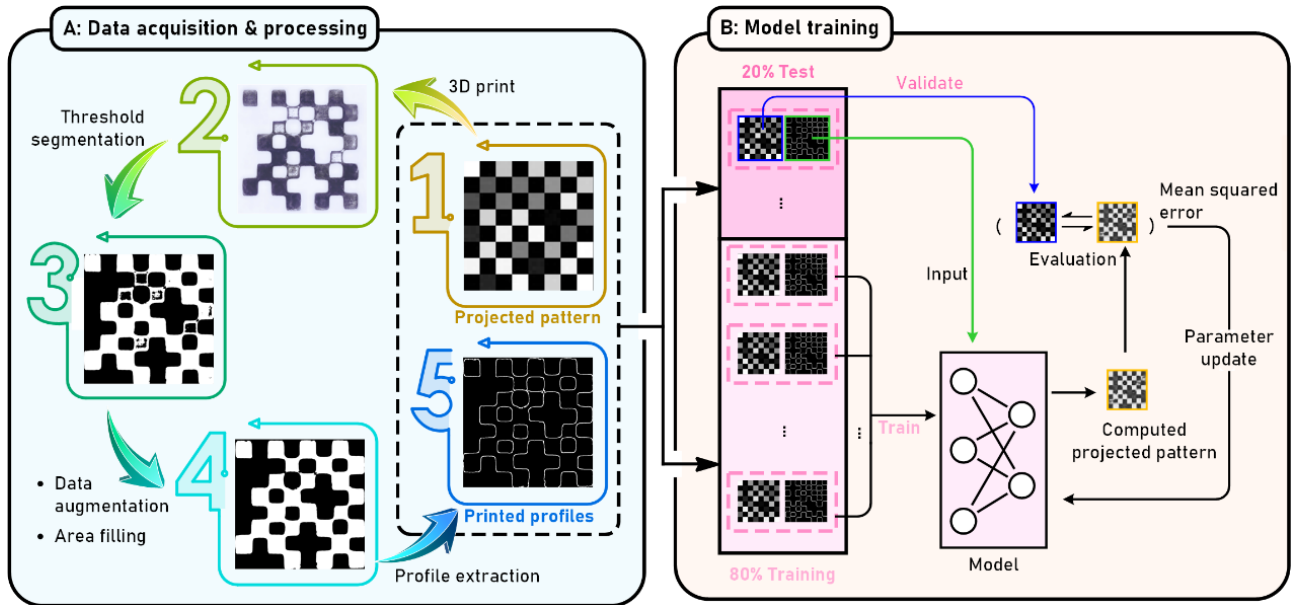 A: Data acquisition & processing
2
3D print
Threshold
segmentation
1
Projected pattern
3
5
Printed profiles
4
• Data
augmentation
• Area filling
Profile extraction
B: Model training
20% Test
Validate
...
Input
( )
Evaluation
Mean squared
error
Parameter
update
...
...
Train
80% Training
Model
Computed
projected pattern